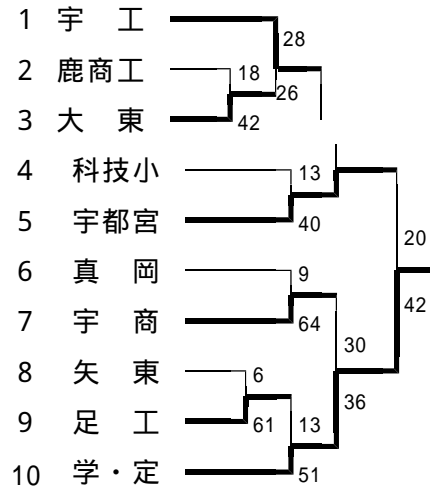 1 宇 工
28
2 鹿商工
18
26
3 大 東
42
4 科技小
13
5 宇都宮
40
20
6 真 岡
9
42
7 宇 商
64
30
8 矢 東
6
36
9 足 工
61
13
10 学・定
51